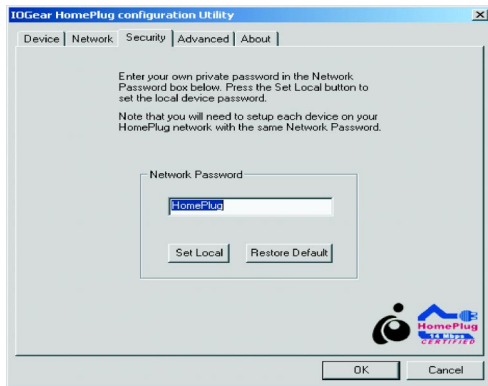 IOGear HomePlug configuration Utility
Device Network Security Advanced About
Enter your own private password in the Network
Password box below. Press the Set Local button to
set the local device password.
Note that you will need to setup each device on your
HomePlug network with the same Network Password.
Network Password
HomePlug
Set Local Restore Default
HomePlug
14 Mbps
CERTIFIED
OK Cancel